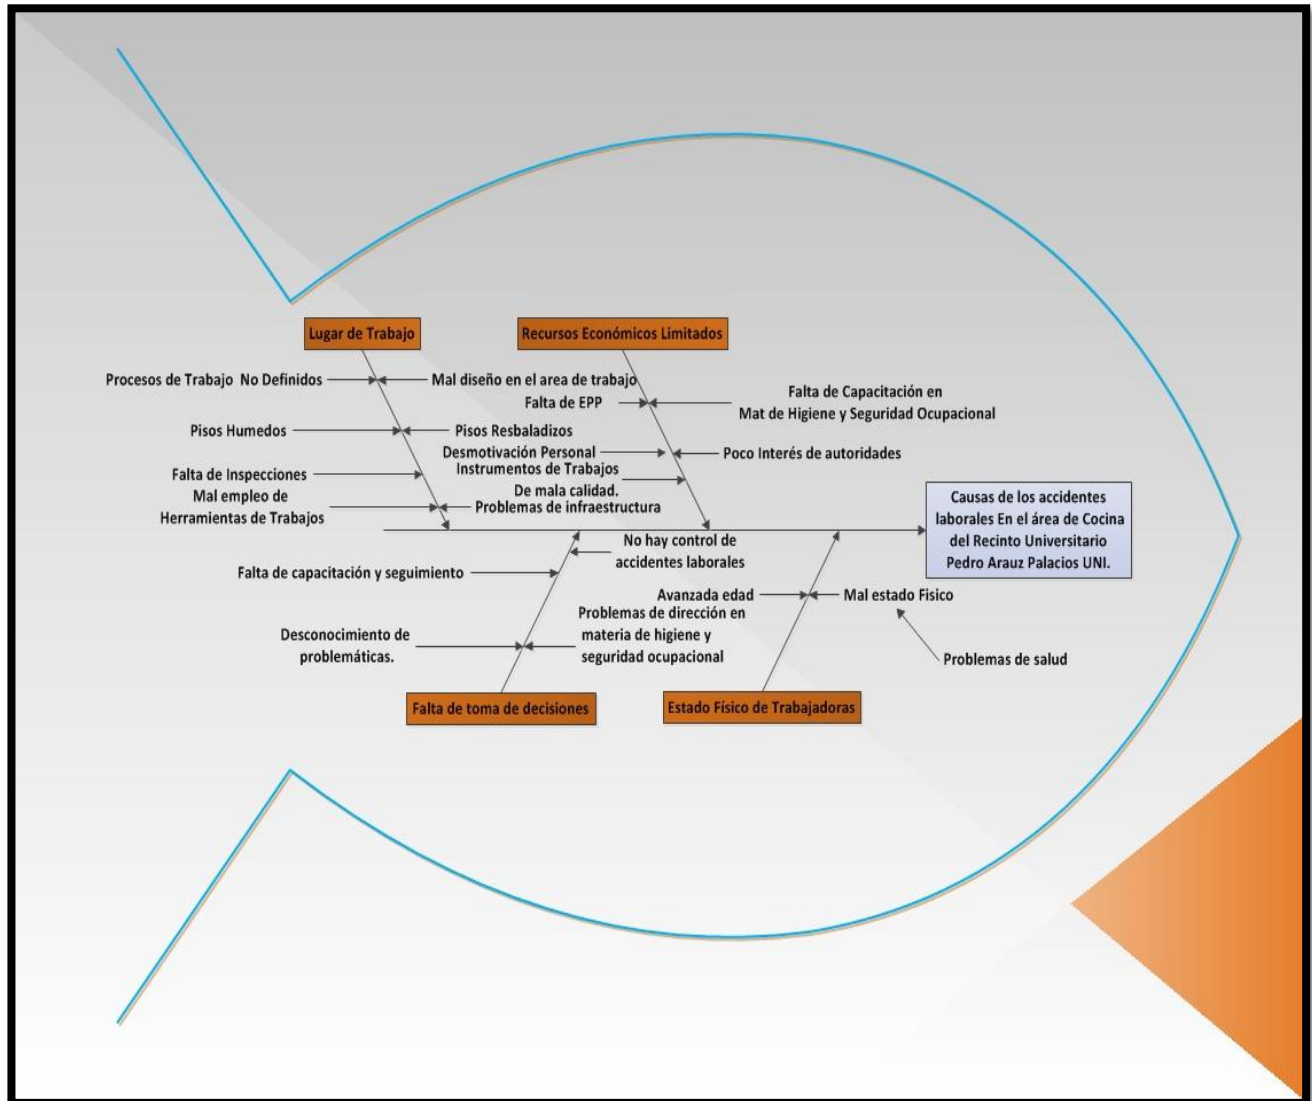 Lugar de Trabajo
Recursos Económicos Limitados
Procesos de Trabajo No Definidos
Mal diseño en el area de trabajo
Falta de EPP
Falta de Capacitación en
Mat de Higiene y Seguridad Ocupacional
Pisos Humedos
Pisos Resbaladizos
Desmotivación Personal
Poco Interés de autoridades
Falta de Inspecciones
Instrumentos de Trabajos
De mala calidad.
Mal empleo de
Herramientas de Trabajos
Problemas de infraestructura
Causas de los accidentes
laborales En el área de Cocina
del Recinto Universitario
Pedro Arauz Palacios UNI.
No hay control de
accidentes laborales
Falta de capacitación y seguimiento
Avanzada edad
Mal estado Fisico
Problemas de dirección en
materia de higiene y
seguridad ocupacional
Desconocimiento de
problemáticas.
Problemas de salud
Falta de toma de decisiones
Estado Físico de Trabajadoras